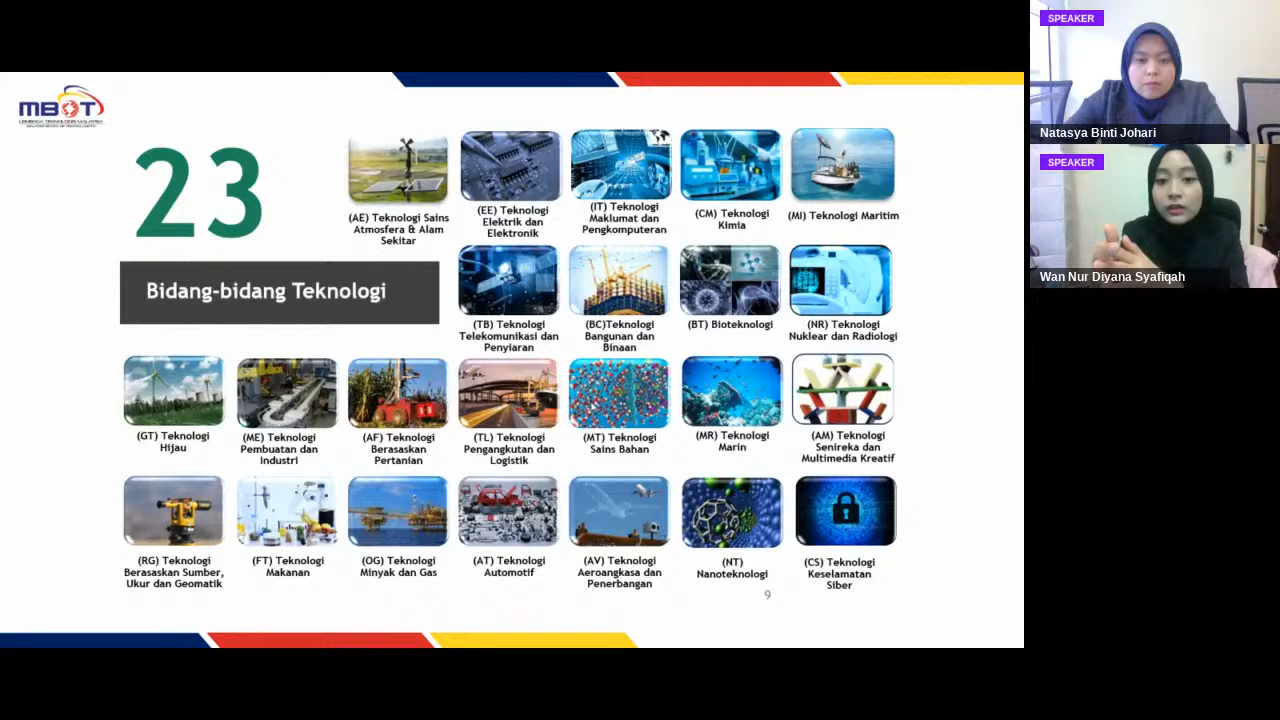 MBOT
LEMBAGA TEKNOLOGIS MALAYSIA
23
Bidang-bidang Teknologi
(AE) Teknologi Sains
Atmosfera & Alam
Sekitar
(EE) Teknologi
Elektrik dan
Elektronik
(IT) Teknologi
Maklumat dan
Pengkomputeran
(CM) Teknologi
Kimia
(MI) Teknologi Maritim
(TB) Teknologi
Telekomunikasi dan
Penyiaran
(BC)Teknologi
Bangunan dan
Binaan
(BT) Bioteknologi
(NR) Teknologi
Nuklear dan Radiologi
(GT) Teknologi
Hijau
(ME) Teknologi
Pembuatan dan
Industri
(AF) Teknologi
Berasaskan
Pertanian
(TL) Teknologi
Pengangkutan dan
Logistik
(MT) Teknologi
Sains Bahan
(MR) Teknologi
Marin
(AM) Teknologi
Senireka dan
Multimedia Kreatif
(RG) Teknologi
Berasaskan Sumber,
Ukur dan Geomatik
(FT) Teknologi
Makanan
(OG) Teknologi
Minyak dan Gas
(AT) Teknologi
Automotif
(AV) Teknologi
Aeroangkasa dan
Penerbangan
(NT)
Nanoteknologi
(CS) Teknologi
Keselamatan
Siber
9
SPEAKER
Natasya Binti Johari
SPEAKER
Wan Nur Diyana Syafiqah